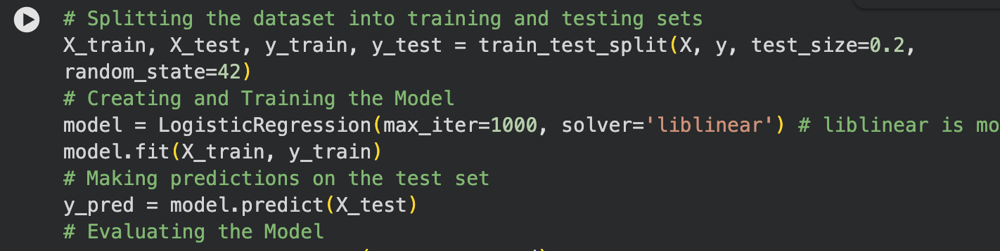 # Splitting the dataset into training and testing sets
X_train, X_test, y_train, y_test = train_test_split(X, y, test_size=0.2,
random_state=42)
# Creating and Training the Model
model = LogisticRegression(max_iter=1000, solver='liblinear') # liblinear is
model.fit(X_train, y_train)
# Making predictions on the test set
y_pred = model.predict(X_test)
# Evaluating the Model